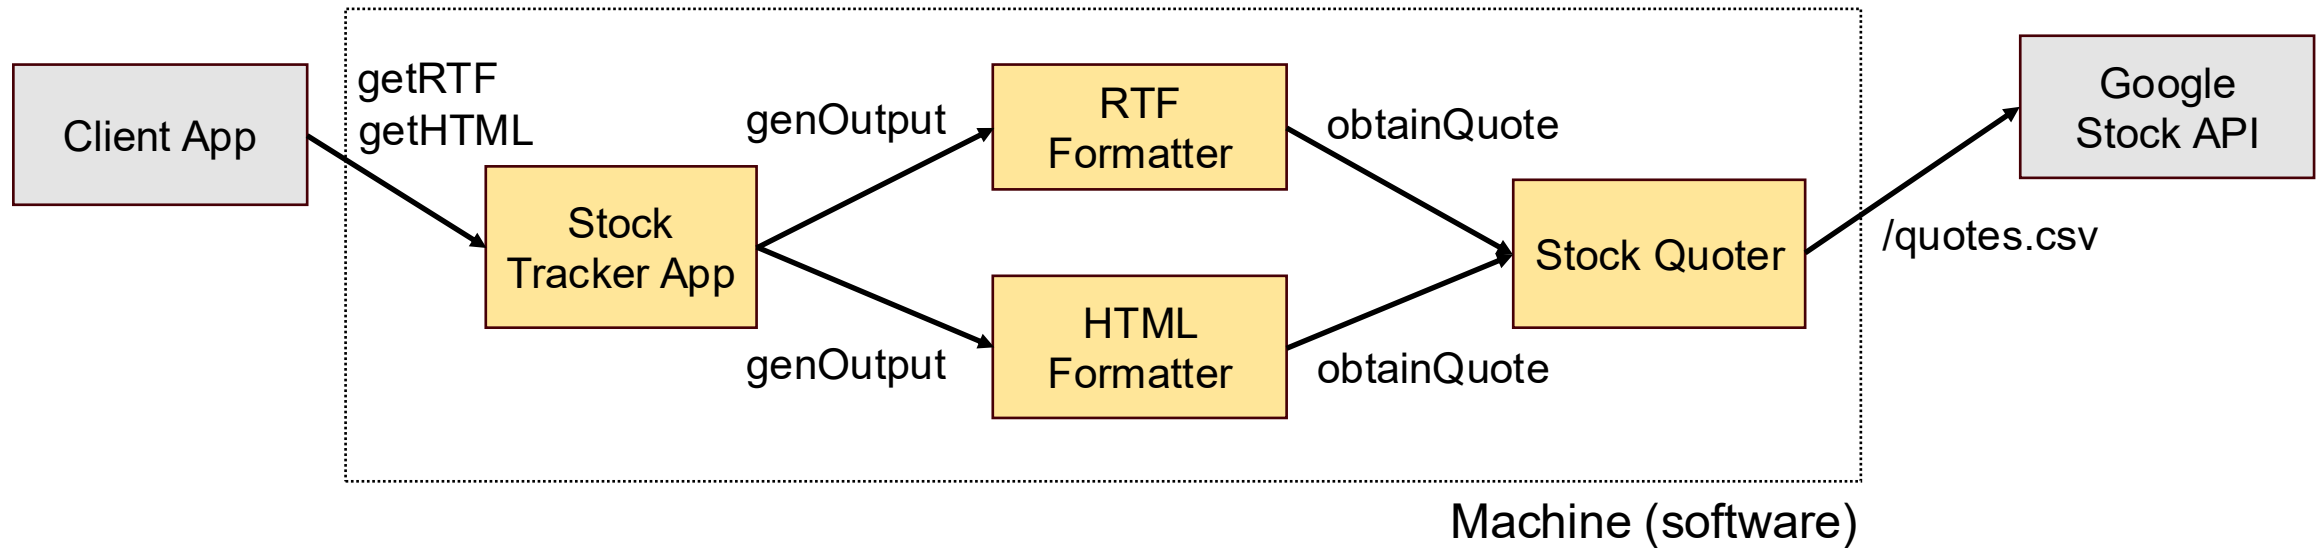 Client App
getRTF
getHTML
Stock
Tracker App
genOutput
genOutput
RTF
Formatter
HTML
Formatter
obtainQuote
obtainQuote
Stock Quoter
/quotes.csv
Google
Stock API
Machine (software)